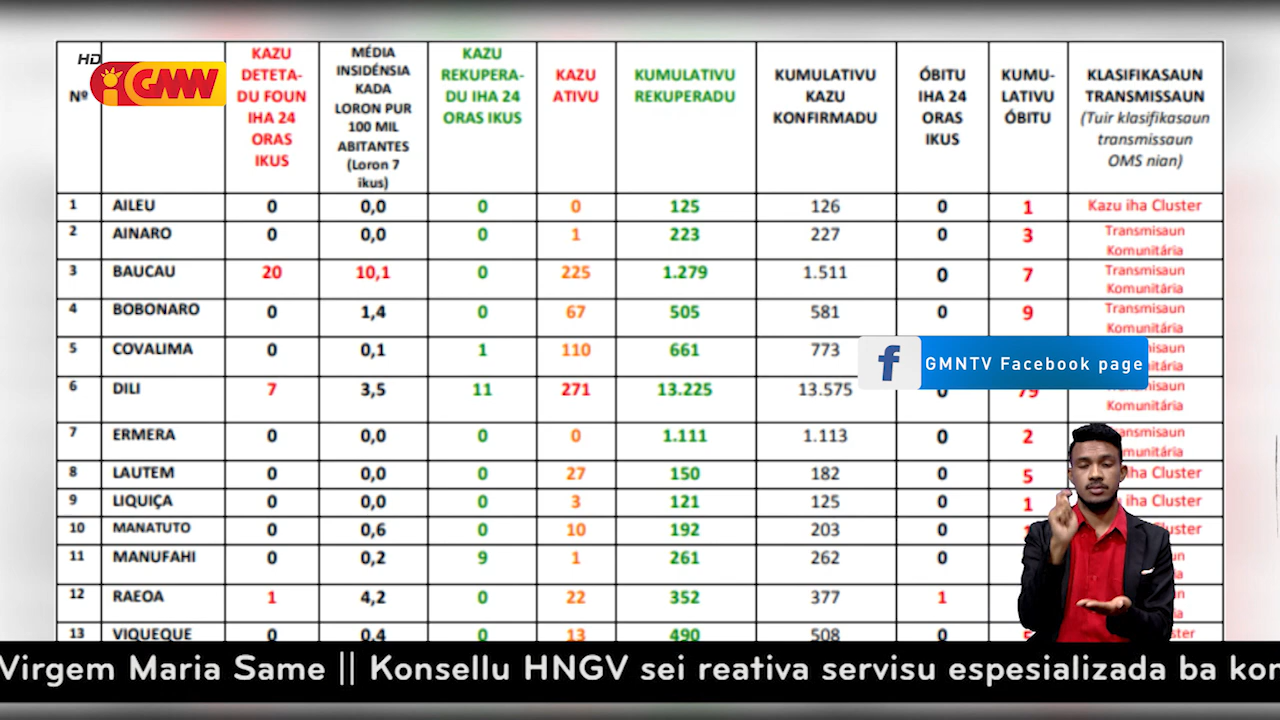 HD
GMN
Nº
KAZU
DETETA-
DU FOUN
IHA 24
ORAS
IKUS
MÉDIA
INSIDÉNSIA
KADA
LORON PUR
100 MIL
ABITANTES
(Loron 7
ikus)
KAZU
REKUPERA-
DU IHA 24
ORAS IKUS
KAZU
ATIVU
KUMULATIVU
REKUPERADU
KUMULATIVU
KAZU
KONFIRMADU
ÓBITU
IHA 24
ORAS
IKUS
KUMU-
LATIVU
ÓBITU
KLASIFIKASAUN
TRANSMISSAUN
(Tuir klasifikasaun
transmissaun
OMS nian)
1 AILEU 0 0,0 0 0 125 126 0 1 Kazu iha Cluster
2 AINARO 0 0,0 0 1 223 227 0 3 Transmisaun
Komunitária
3 BAUCAU 20 10,1 0 225 1.279 1.511 0 7 Transmisaun
Komunitária
4 BOBONARO 0 1,4 0 67 505 581 0 9 Transmisaun
Komunitária
5 COVALIMA 0 0,1 1 110 661 773
GMNTV Facebook page
6 DILI 7 3,5 11 271 13.225 13.575 0 79
Komunitária
7 ERMERA 0 0,0 0 0 1.111 1.113 0 2
8 LAUTEM 0 0,0 0 27 150 182 0 5 iha Cluster
9 LIQUIÇA 0 0,0 0 3 121 125 0 1 iha Cluster
10 MANATUTO 0 0,6 0 10 192 203 0
11 MANUFAHI 0 0,2 9 1 261 262 0
12 RAEOA 1 4,2 0 22 352 377 1
13 VIQUEQUE 0 0,4 0 13 490 508 0
Virgem Maria Same || Konsellu HNGV sei reativa servisu espesializada ba